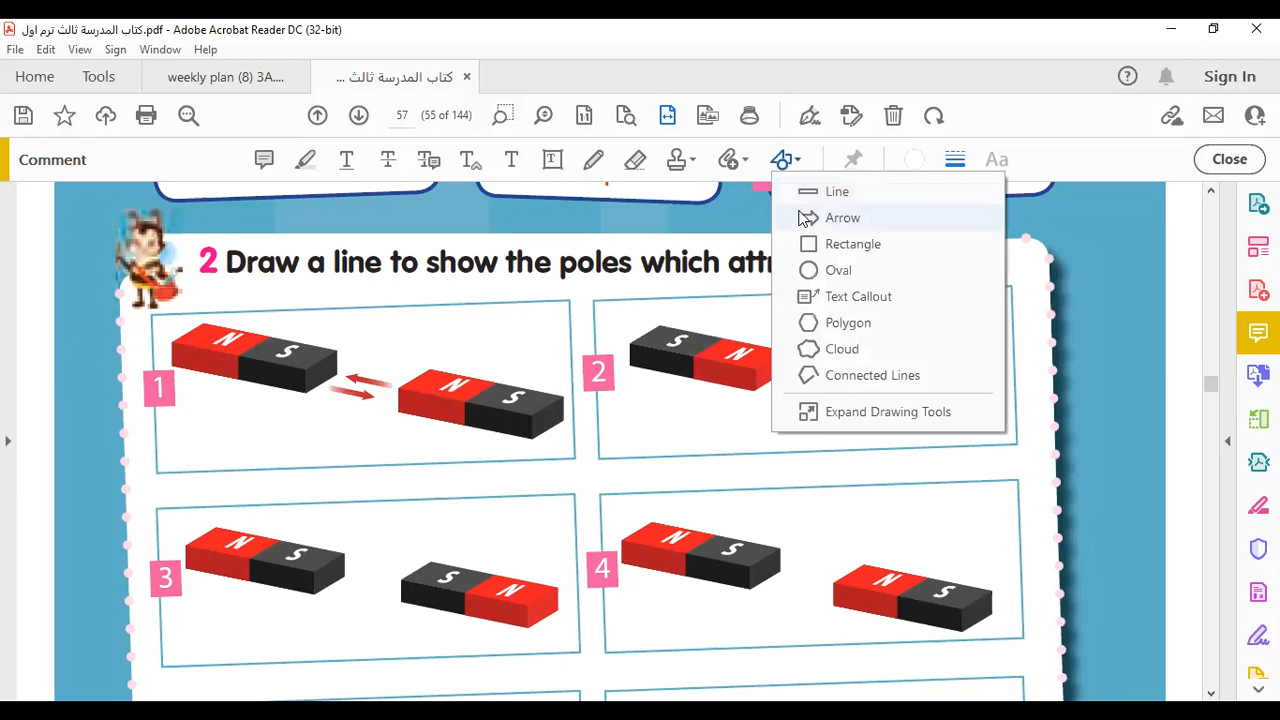 كتاب المدرسة ثالث ترم اول.pdf - Adobe Acrobat Reader DC (32-bit)
File Edit View Sign Window Help
Home Tools weekly plan (8) 3A.... كتاب المدرسة ثالث ... × Sign In
57 (55 of 144)
Comment Close
Line
Arrow
Rectangle
Oval
Text Callout
Polygon
Cloud
Connected Lines
Expand Drawing Tools
2 Draw a line to show the poles which
1 N S N S
2 S N
3 N S S N
4 N S N S